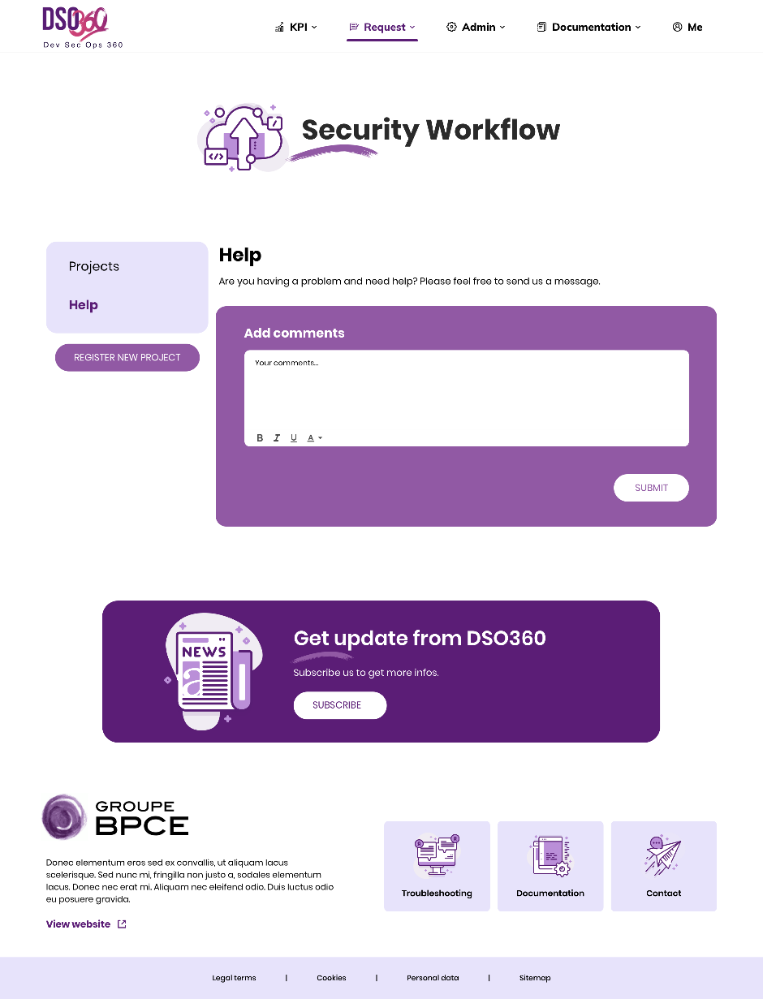 DSO360
Dev Sec Ops 360
KPI
Request
Admin
Documentation
Me
Security Workflow
Projects
Help
REGISTER NEW PROJECT
Help
Are you having a problem and need help? Please feel free to send us a message.
Add comments
Your comments...
B I U A
SUBMIT
NEWS
a
Get update from DSO360
Subscribe us to get more infos.
SUBSCRIBE
GROUPE
BPCE
Donec elementum eros sed ex convallis, ut aliquam lacus
scelerisque. Sed nunc mi, fringilla non justo a, sodales elementum
lacus. Donec nec erat mi. Aliquam nec eleifend odio. Duis luctus odio
eu posuere gravida.
View website
Troubleshooting
Documentation
Contact
Legal terms | Cookies | Personal data | Sitemap